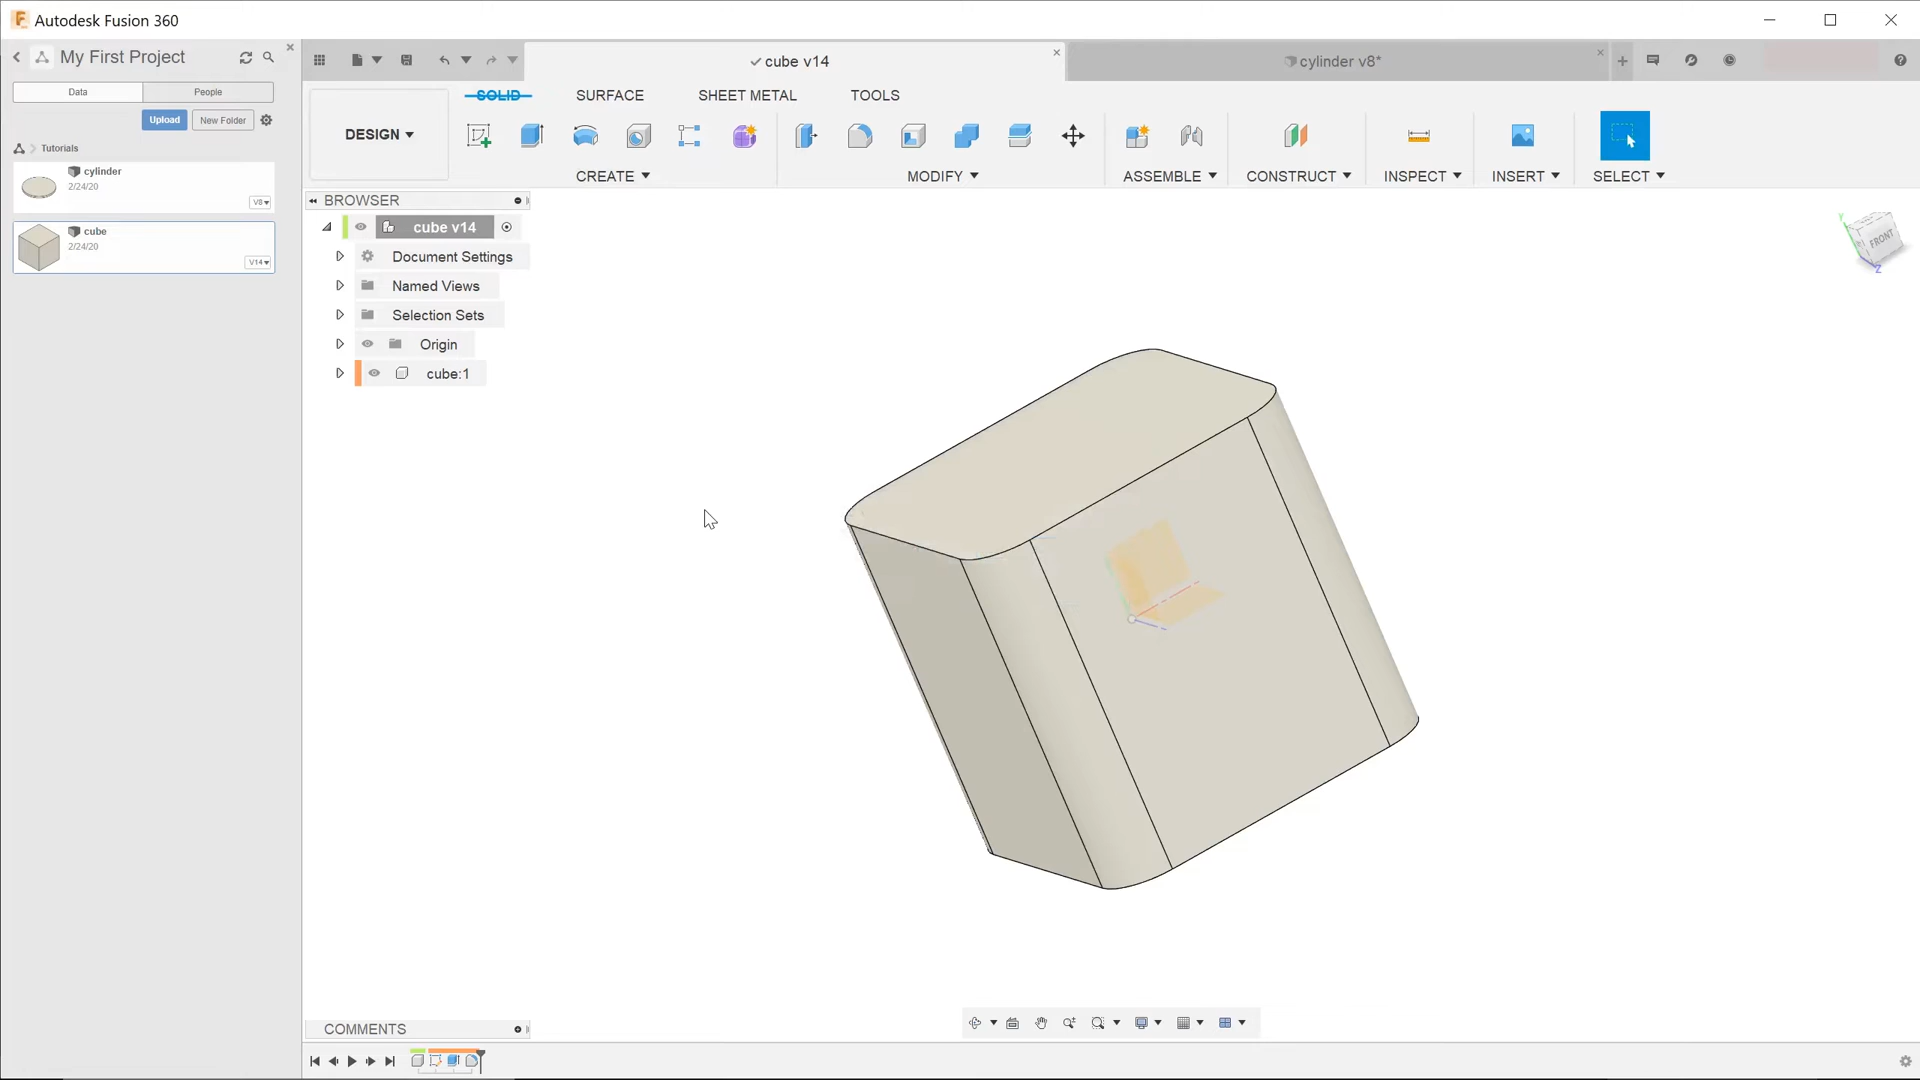 Autodesk Fusion 360
My First Project
Data
People
Upload
New Folder
Tutorials
cylinder
2/24/20
V8
cube
2/24/20
V14
cube v14
cylinder v8*
DESIGN
SOLID
SURFACE
SHEET METAL
TOOLS
CREATE
MODIFY
ASSEMBLE
CONSTRUCT
INSPECT
INSERT
SELECT
BROWSER
cube v14
Document Settings
Named Views
Selection Sets
Origin
cube:1
FRONT
Y
Z
COMMENTS